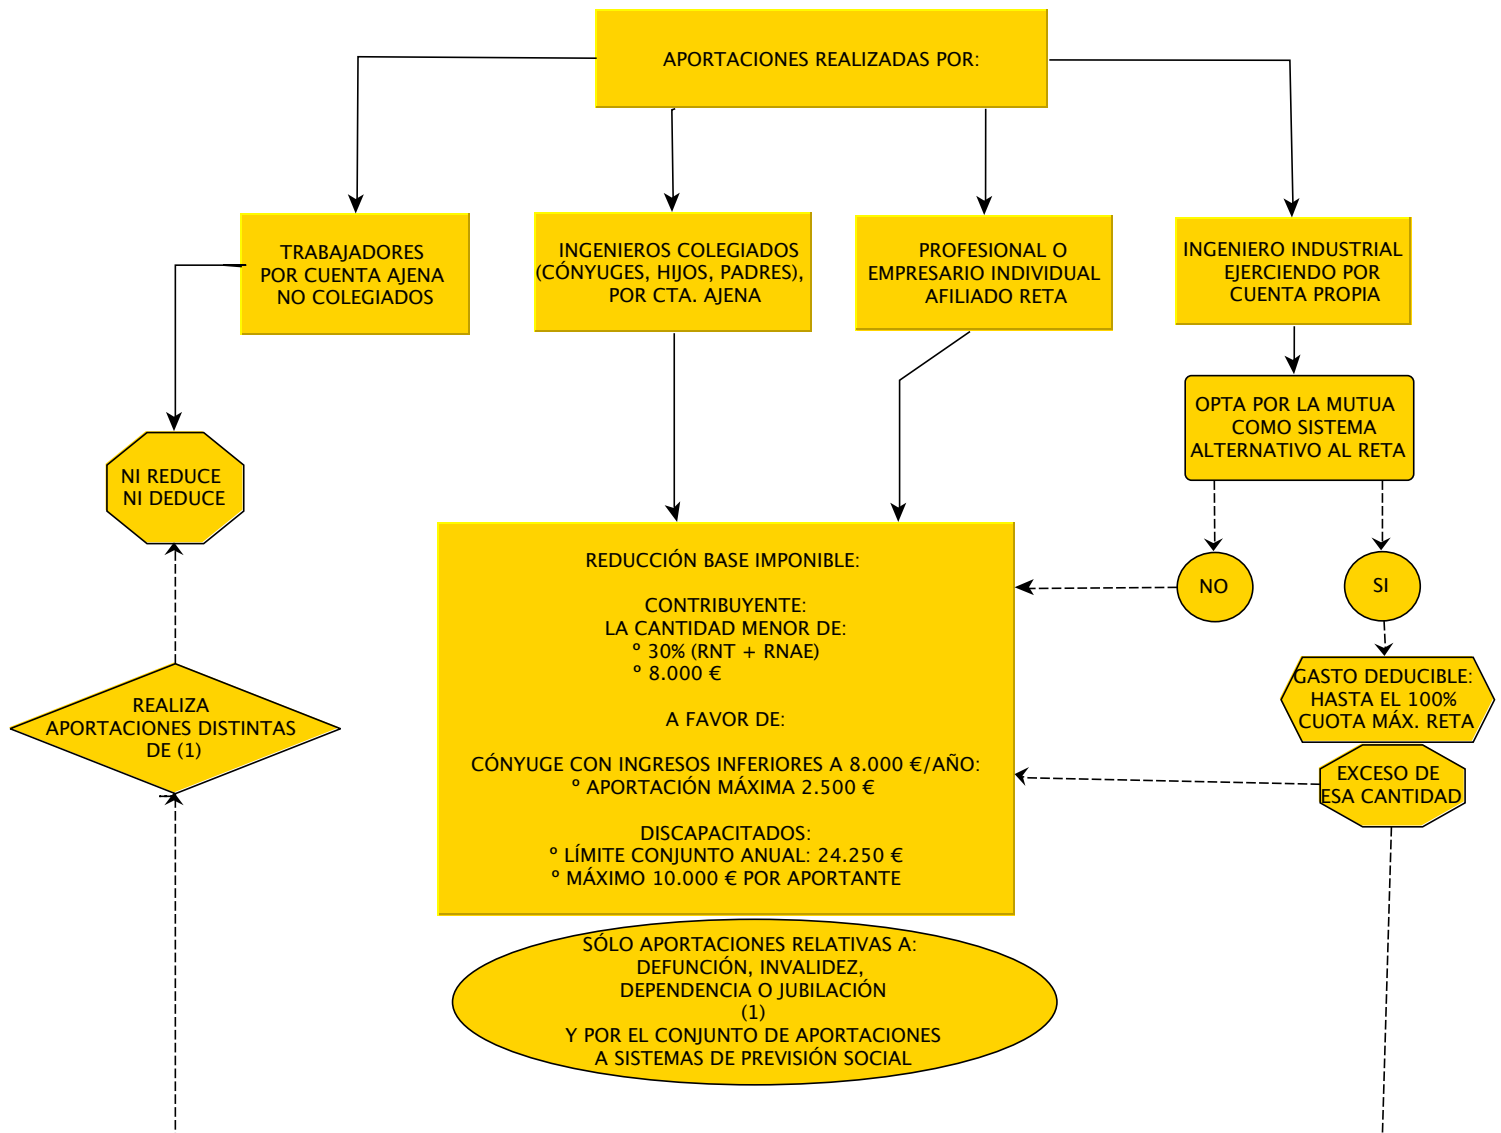 APORTACIONES REALIZADAS POR:
TRABAJADORES
POR CUENTA AJENA
NO COLEGIADOS
INGENIEROS COLEGIADOS
(CÓNYUGES, HIJOS, PADRES),
POR CTA. AJENA
PROFESIONAL O
EMPRESARIO INDIVIDUAL
AFILIADO RETA
INGENIERO INDUSTRIAL
EJERCIENDO POR
CUENTA PROPIA
OPTA POR LA MUTUA
COMO SISTEMA
ALTERNATIVO AL RETA
NI REDUCE
NI DEDUCE
NO
SI
REDUCCIÓN BASE IMPONIBLE:
CONTRIBUYENTE:
LA CANTIDAD MENOR DE:
º 30% (RNT + RNAE)
º 8.000 €
A FAVOR DE:
CÓNYUGE CON INGRESOS INFERIORES A 8.000 €/AÑO:
º APORTACIÓN MÁXIMA 2.500 €
DISCAPACITADOS:
º LÍMITE CONJUNTO ANUAL: 24.250 €
º MÁXIMO 10.000 € POR APORTANTE
GASTO DEDUCIBLE:
HASTA EL 100%
CUOTA MÁX. RETA
EXCESO DE
ESA CANTIDAD
REALIZA
APORTACIONES DISTINTAS
DE (1)
SÓLO APORTACIONES RELATIVAS A:
DEFUNCIÓN, INVALIDEZ,
DEPENDENCIA O JUBILACIÓN
(1)
Y POR EL CONJUNTO DE APORTACIONES
A SISTEMAS DE PREVISIÓN SOCIAL